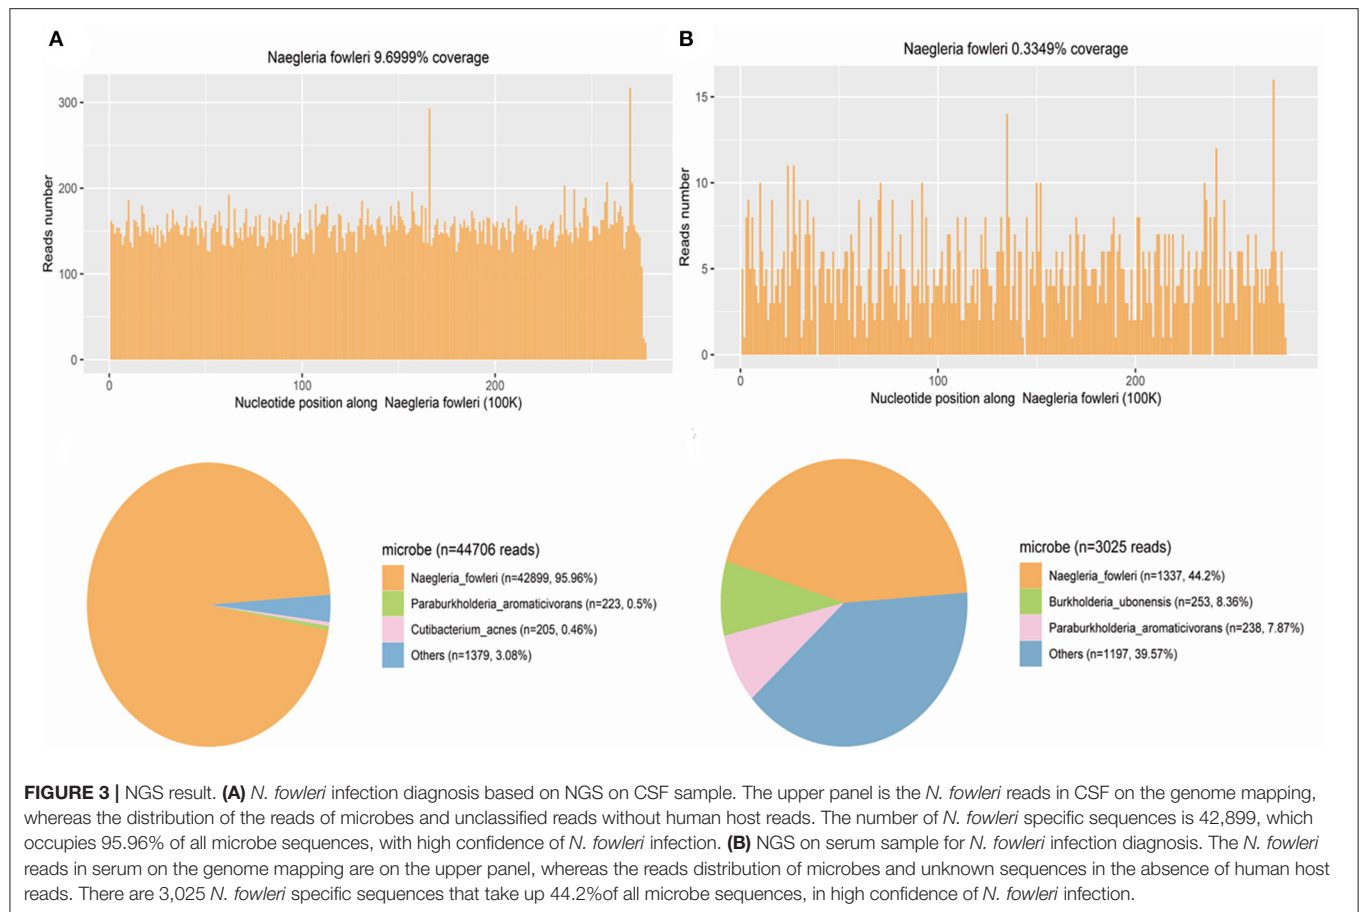 A
Naegleria fowleri 9.6999% coverage
300
200
100
0
Reads number
0
100
200
Nucleotide position along Naegleria fowleri (100K)
B
Naegleria fowleri 0.3349% coverage
15
10
5
0
Reads number
0
100
200
Nucleotide position along Naegleria fowleri (100K)
microbe (n=44706 reads)
Naegleria_fowleri (n=42899, 95.96%)
Paraburkholderia_aromaticivorans (n=223, 0.5%)
Cutibacterium_acnes (n=205, 0.46%)
Others (n=1379, 3.08%)
microbe (n=3025 reads)
Naegleria_fowleri (n=1337, 44.2%)
Burkholderia_ubonensis (n=253, 8.36%)
Paraburkholderia_aromaticivorans (n=238, 7.87%)
Others (n=1197, 39.57%)
FIGURE 3 | NGS result. (A) N. fowleri infection diagnosis based on NGS on CSF sample. The upper panel is the N. fowleri reads in CSF on the genome mapping,
whereas the distribution of the reads of microbes and unclassified reads without human host reads. The number of N. fowleri specific sequences is 42,899, which
occupies 95.96% of all microbe sequences, with high confidence of N. fowleri infection. (B) NGS on serum sample for N. fowleri infection diagnosis. The N. fowleri
reads in serum on the genome mapping are on the upper panel, whereas the reads distribution of microbes and unknown sequences in the absence of human host
reads. There are 3,025 N. fowleri specific sequences that take up 44.2%of all microbe sequences, in high confidence of N. fowleri infection.